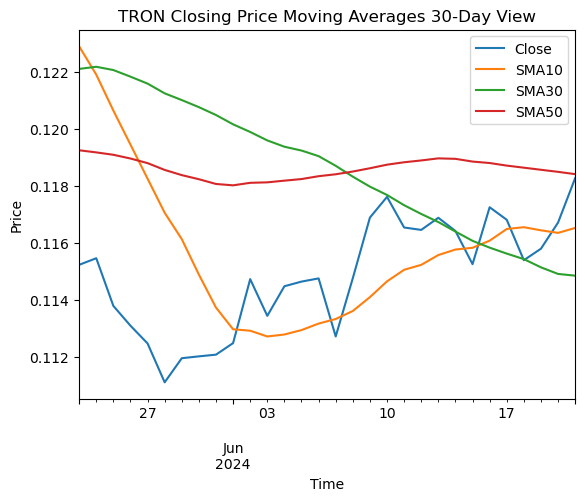 TRON Closing Price Moving Averages 30-Day View
Close
SMA10
SMA30
SMA50
0.122
0.120
0.118
0.116
0.114
0.112
Price
27
03
10
17
Jun
2024
Time